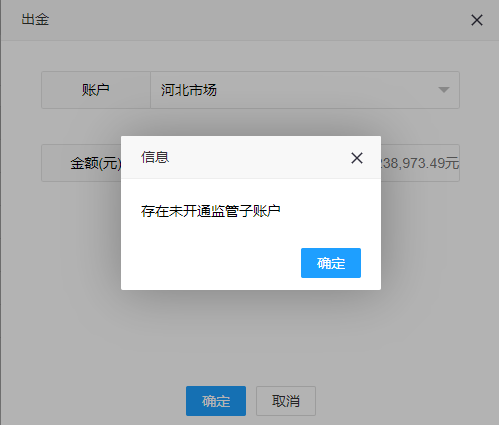 出金
账户 河北市场
金额(元) 238,973.49元
信息
存在未开通监管子账户
确定
确定 取消